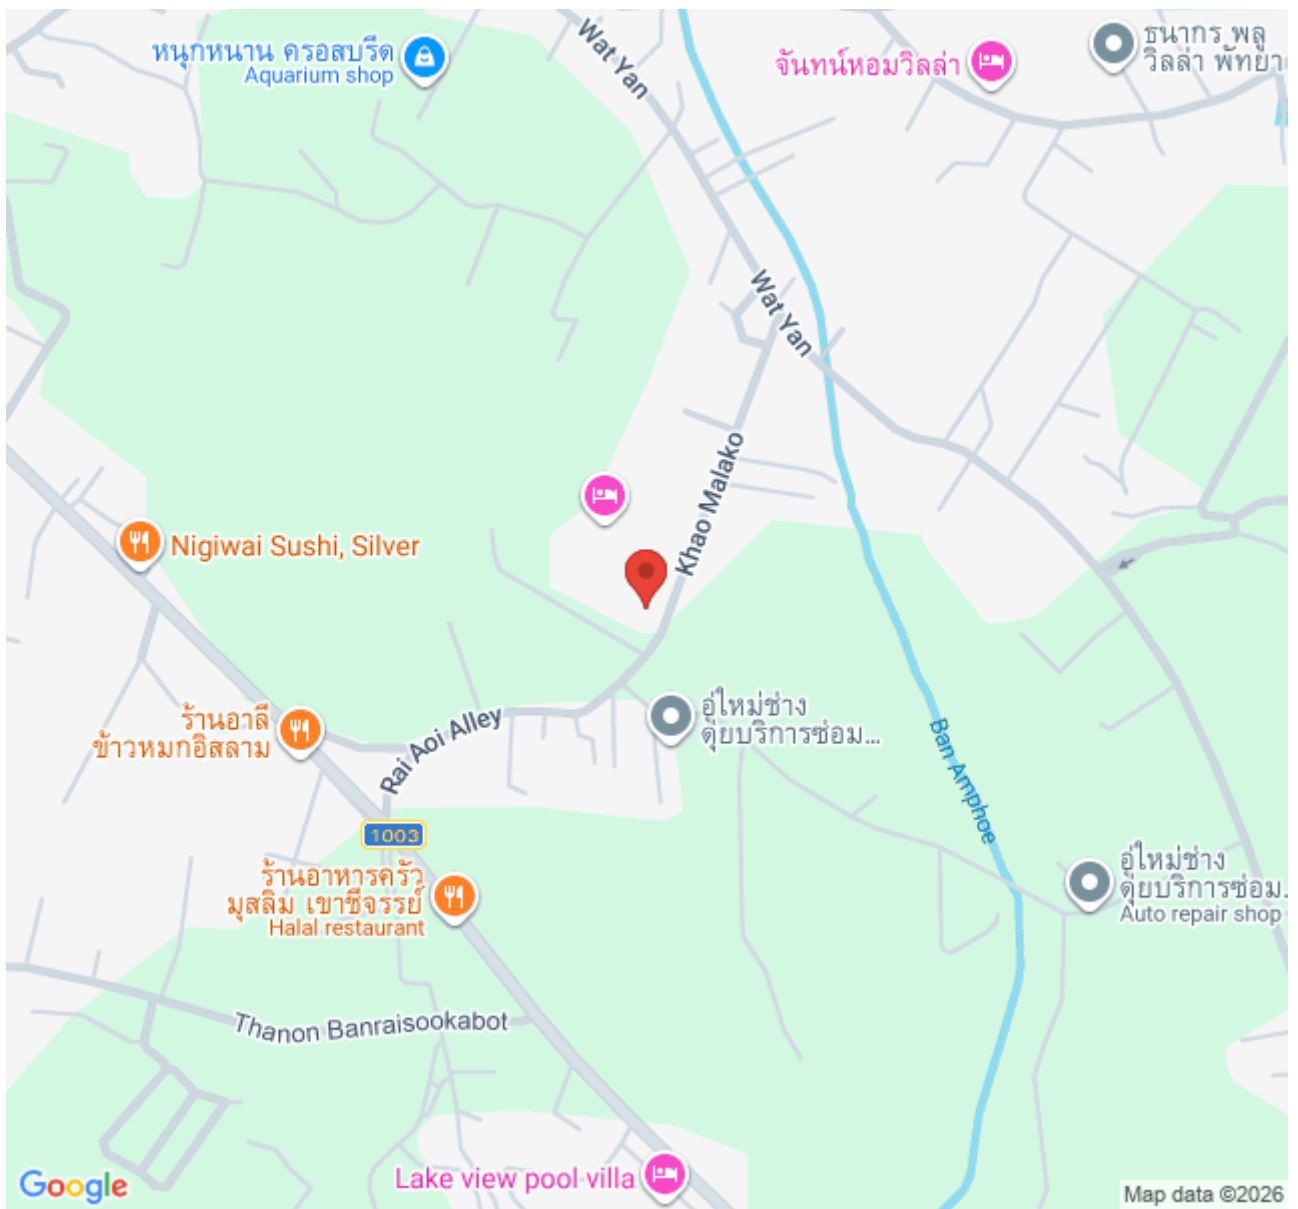 หนุกหนาน ครอสบรีด
Aquarium shop
Wat Yan
จันทน์หอมวิลล่า
ธนากร พลู
วิลล่า พัทยา
Wat Yan
Khao Malako
Nigiwai Sushi, Silver
ร้านอาลี
ข้าวหมกอิสลาม
Rai Aoi Alley
อู่ใหม่ช่าง
ตุ่ยบริการซ่อม...
Ban Amphoe
1003
ร้านอาหารครัว
มุสลิม เขาชีจรรย์
Halal restaurant
อู่ใหม่ช่าง
ตุ่ยบริการซ่อม.
Auto repair shop
Thanon Banraisookabot
Lake view pool villa
Google
Map data ©2026